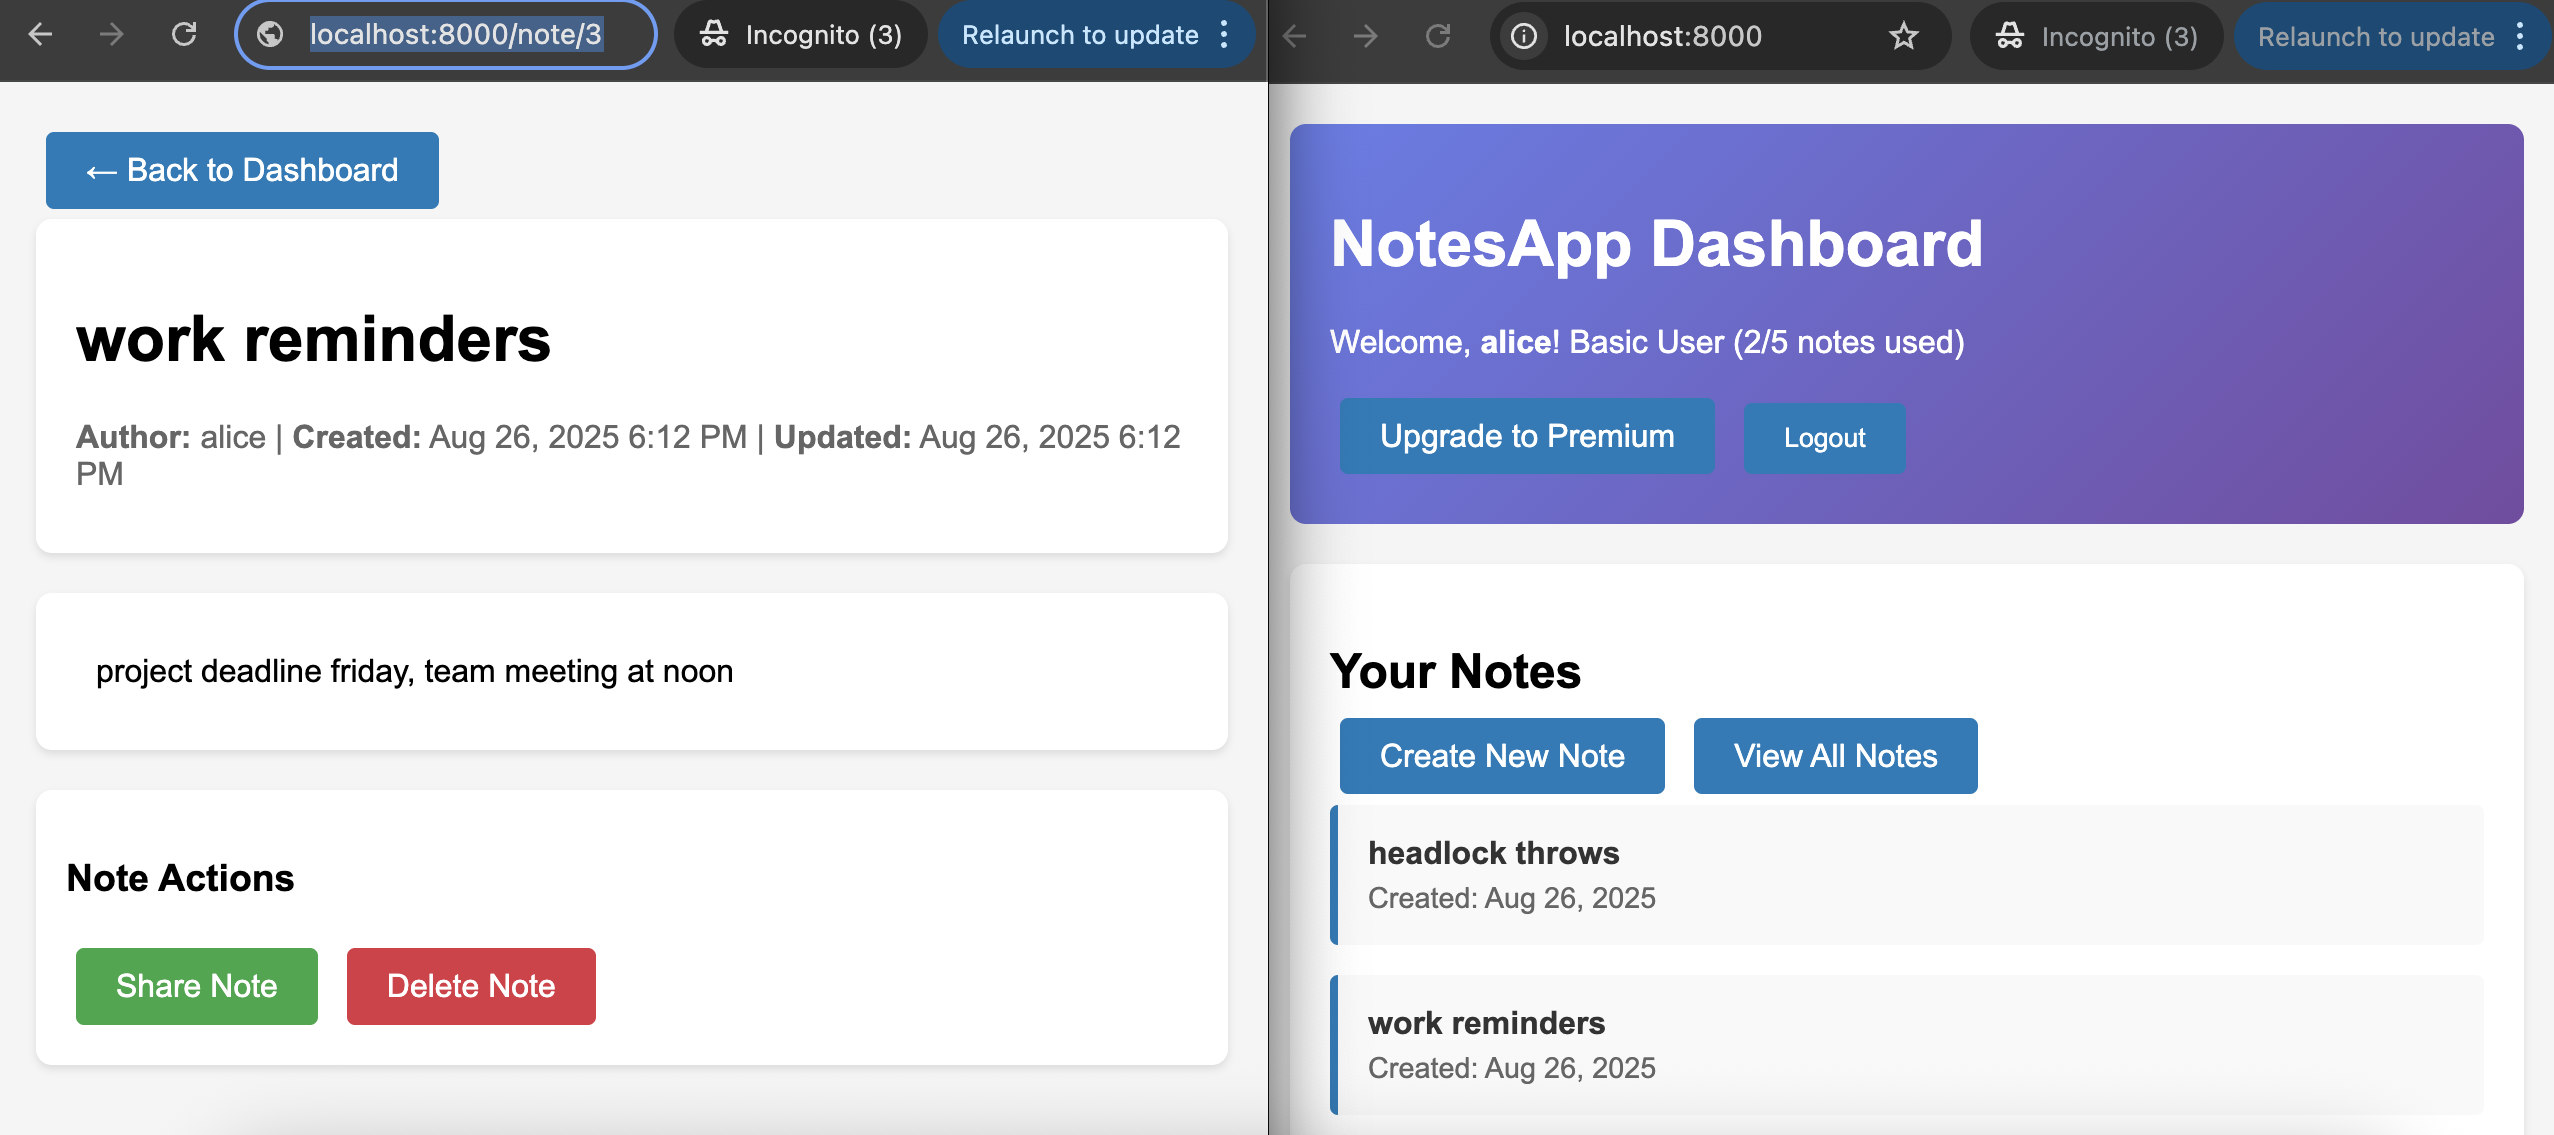 localhost:8000/note/3
Incognito (3)
Relaunch to update
← Back to Dashboard
work reminders
Author: alice | Created: Aug 26, 2025 6:12 PM | Updated: Aug 26, 2025 6:12
PM
project deadline friday, team meeting at noon
Note Actions
Share Note
Delete Note
localhost:8000
Incognito (3)
Relaunch to update
NotesApp Dashboard
Welcome, alice! Basic User (2/5 notes used)
Upgrade to Premium
Logout
Your Notes
Create New Note
View All Notes
headlock throws
Created: Aug 26, 2025
work reminders
Created: Aug 26, 2025